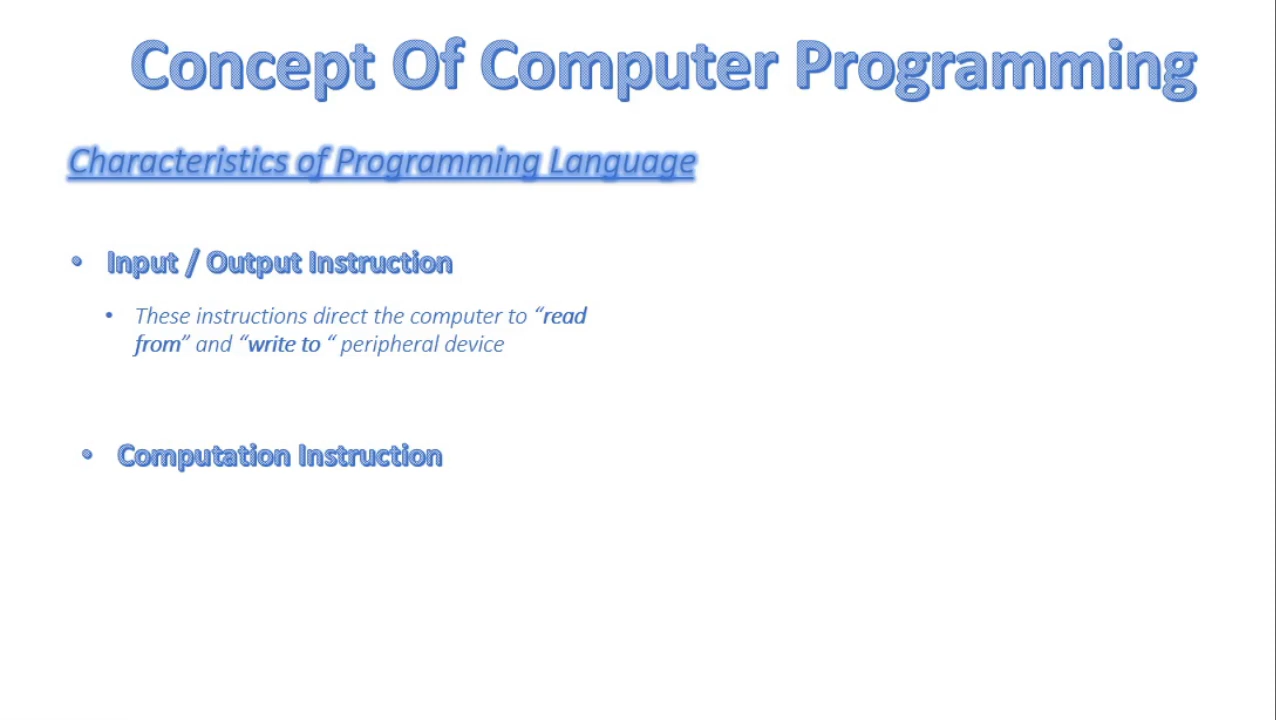 Concept Of Computer Programming
Characteristics of Programming Language
• Input / Output Instruction
• These instructions direct the computer to “read
from” and “write to “ peripheral device
• Computation Instruction